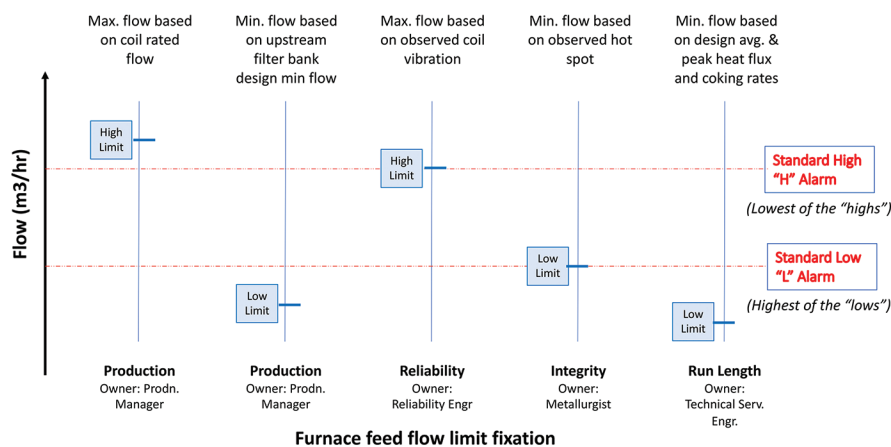 Max. flow based
on coil rated
flow
Min. flow based
on upstream
filter bank
design min flow
Max. flow based
on observed coil
vibration
Min. flow based
on observed hot
spot
Min. flow based
on design avg. &
peak heat flux
and coking rates
Flow (m3/hr)
High
Limit
Low
Limit
High
Limit
Low
Limit
Low
Limit
Standard High
“H” Alarm
(Lowest of the “highs”)
Standard Low
“L” Alarm
(Highest of the “lows”)
Production
Owner: Prodn.
Manager
Production
Owner: Prodn.
Manager
Reliability
Owner:
Reliability Engr
Integrity
Owner:
Metallurgist
Run Length
Owner:
Technical Serv.
Engr.
Furnace feed flow limit fixation